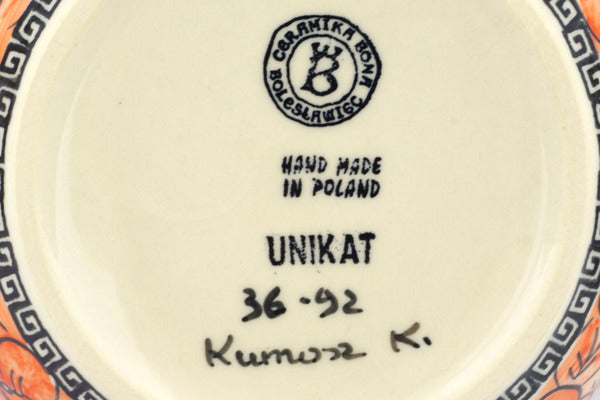 CERAMIKA BONA
BOLESŁAWIEC
B
HAND MADE
IN POLAND
UNIKAT
36-92
Kumosz K.